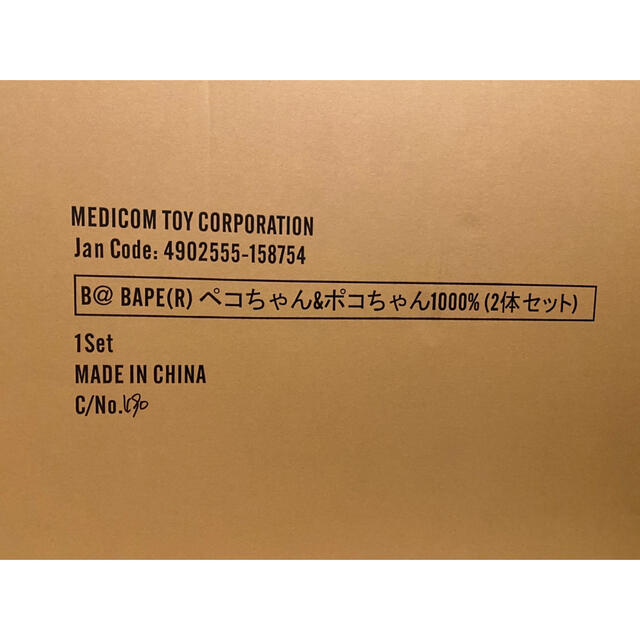 MEDICOM TOY CORPORATION
Jan Code: 4902555-158754
B@ BAPE(R) ペコちゃん&ポコちゃん1000% (2体セット)
1Set
MADE IN CHINA
C/No.